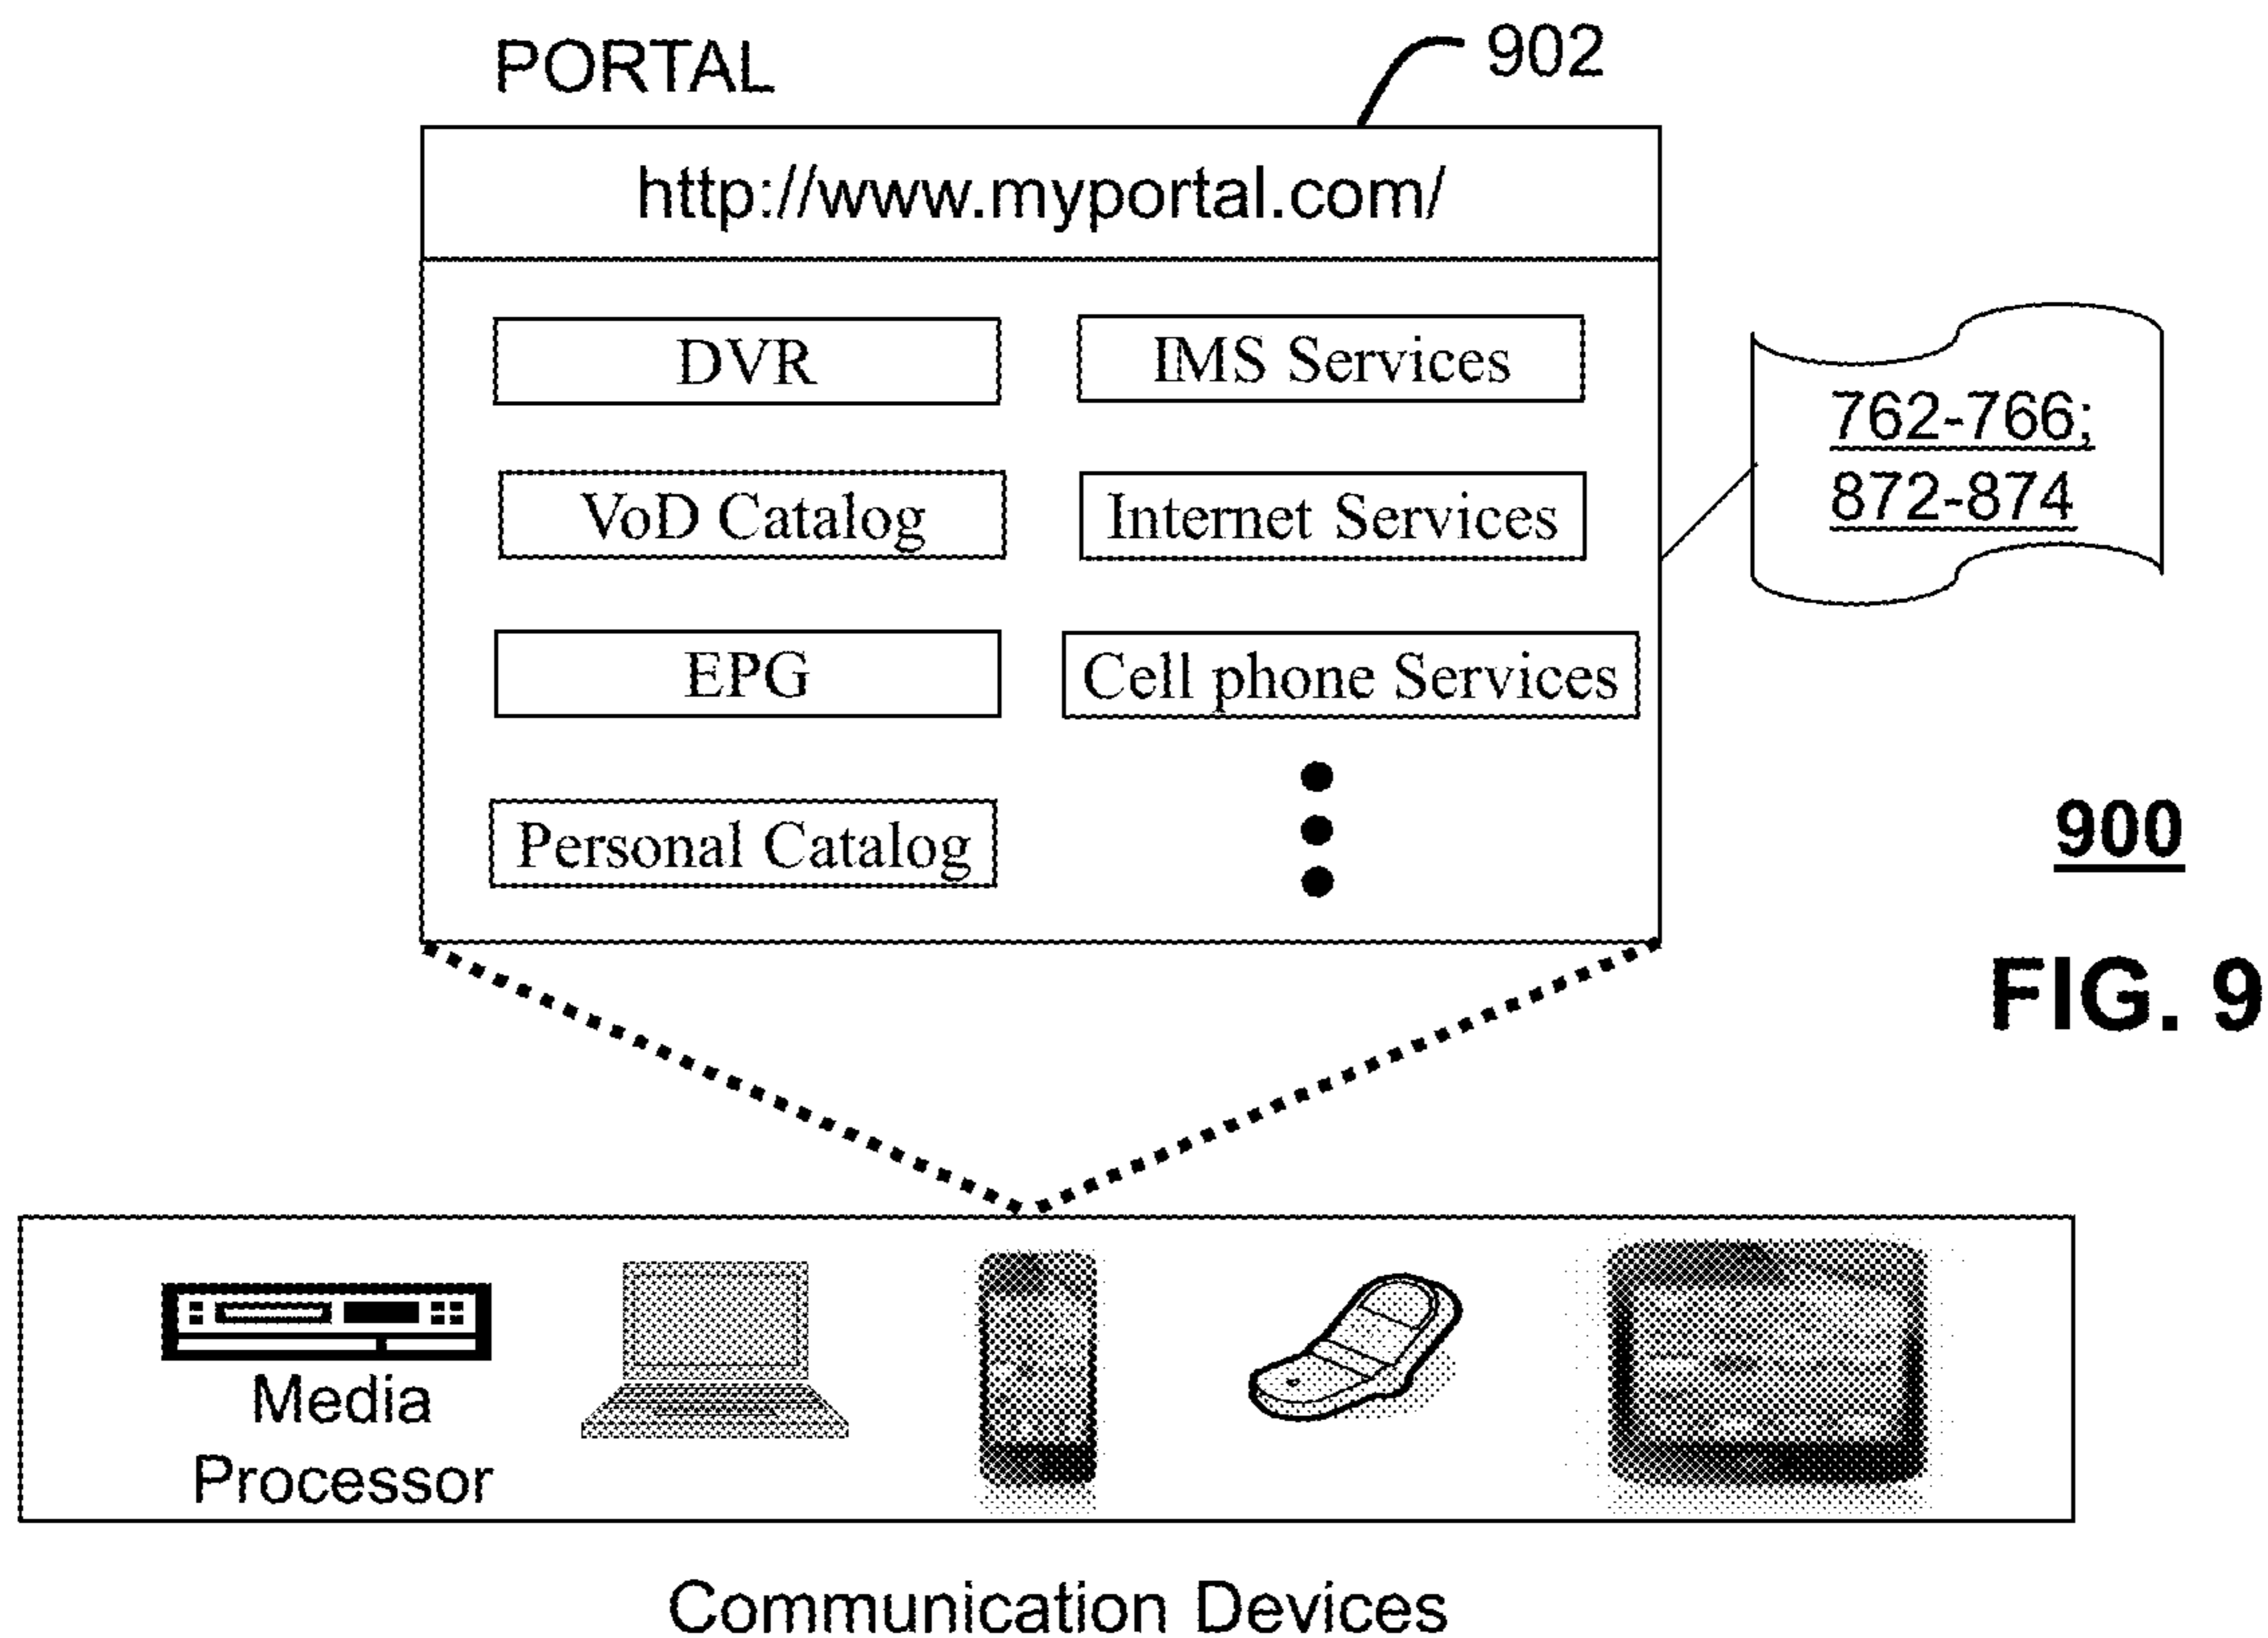 PORTAL
902
http://www.myportal.com/
DVR
IMS Services
VoD Catalog
Internet Services
EPG
Cell phone Services
Personal Catalog
762-766;
872-874
900
FIG. 9
Media
Processor
Communication Devices